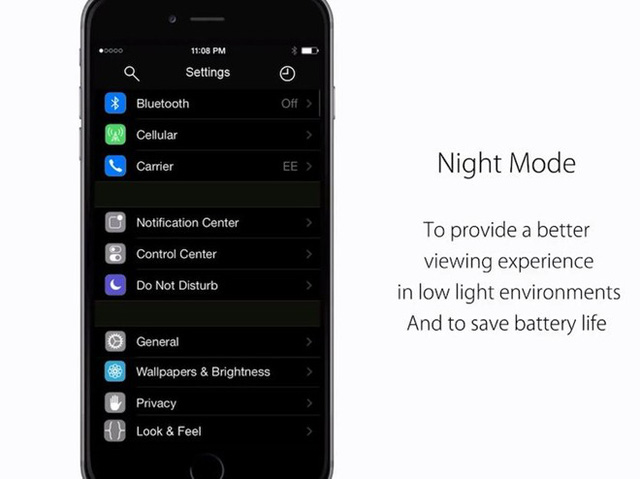 11:08 PM
Settings
Bluetooth Off
Cellular
Carrier EE
Notification Center
Control Center
Do Not Disturb
General
Wallpapers & Brightness
Privacy
Look & Feel
Night Mode
To provide a better
viewing experience
in low light environments
And to save battery life